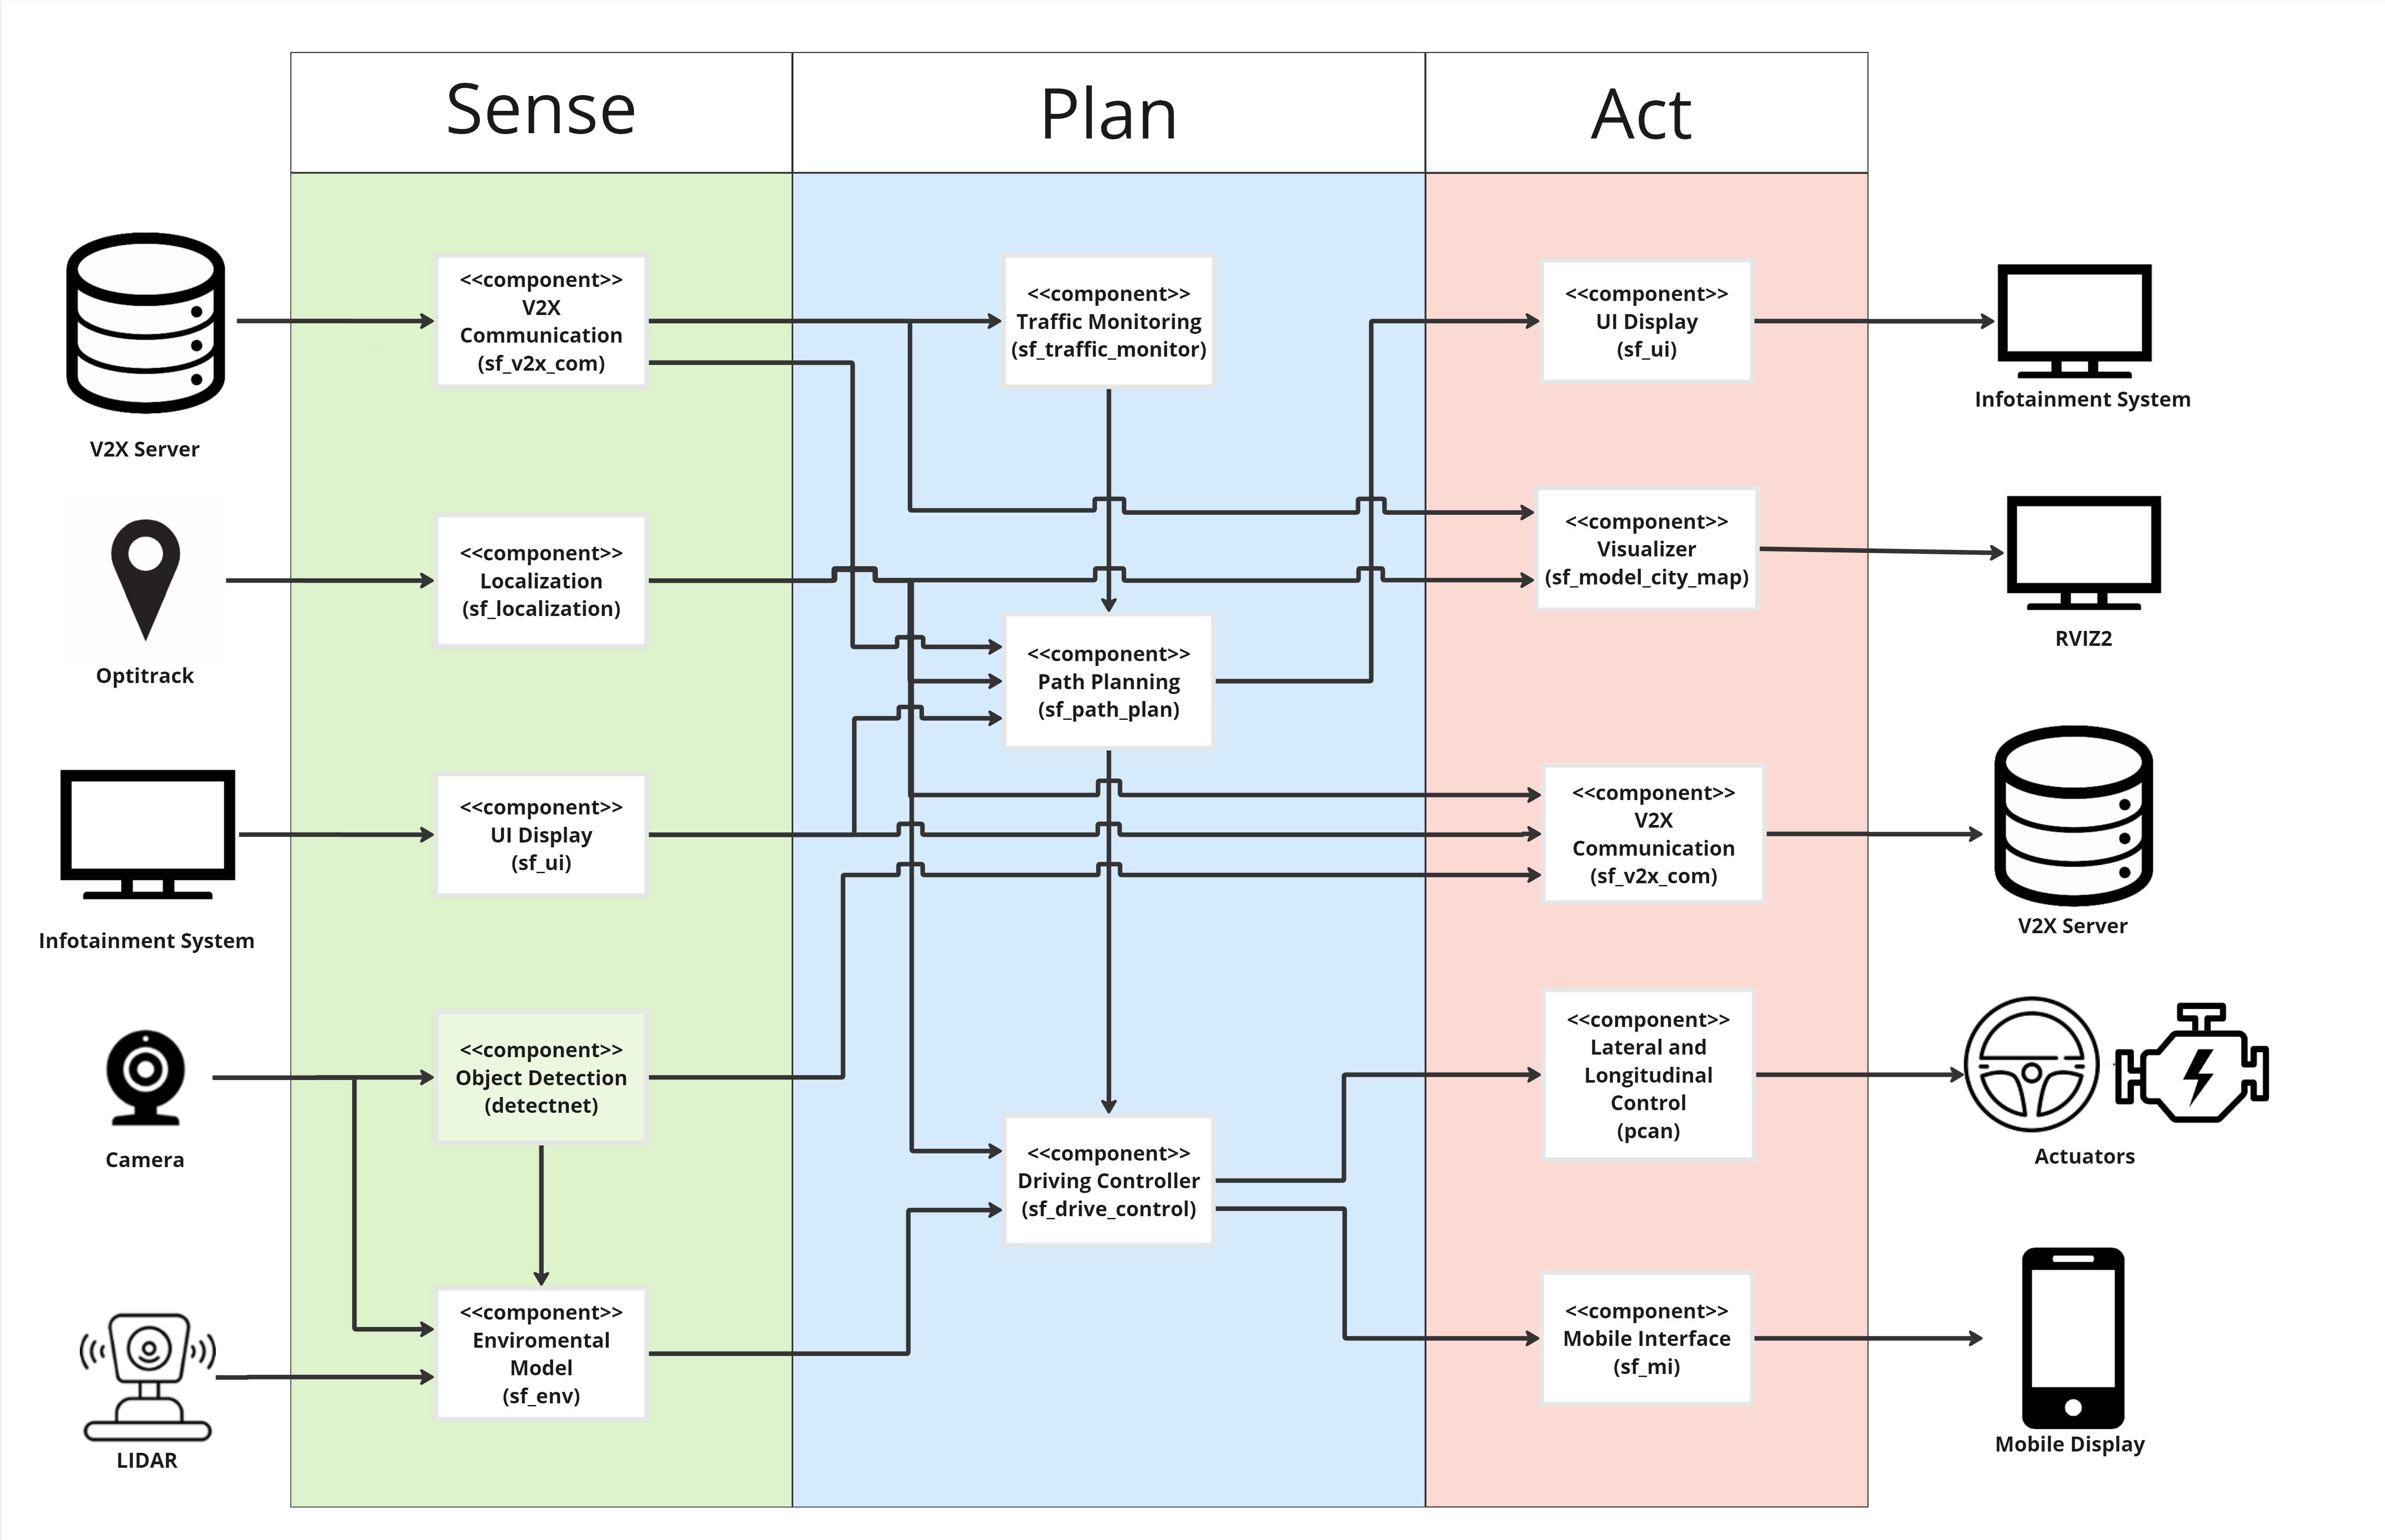 Sense
Plan
Act
V2X Server
Optitrack
Infotainment System
Camera
LIDAR
<<component>>
V2X
Communication
(sf_v2x_com)
<<component>>
Localization
(sf_localization)
<<component>>
UI Display
(sf_ui)
<<component>>
Object Detection
(detectnet)
<<component>>
Enviromental
Model
(sf_env)
<<component>>
Traffic Monitoring
(sf_traffic_monitor)
<<component>>
Path Planning
(sf_path_plan)
<<component>>
Driving Controller
(sf_drive_control)
<<component>>
UI Display
(sf_ui)
<<component>>
Visualizer
(sf_model_city_map)
<<component>>
V2X
Communication
(sf_v2x_com)
<<component>>
Lateral and
Longitudinal
Control
(pcan)
<<component>>
Mobile Interface
(sf_mi)
Infotainment System
RVIZ2
V2X Server
Actuators
Mobile Display